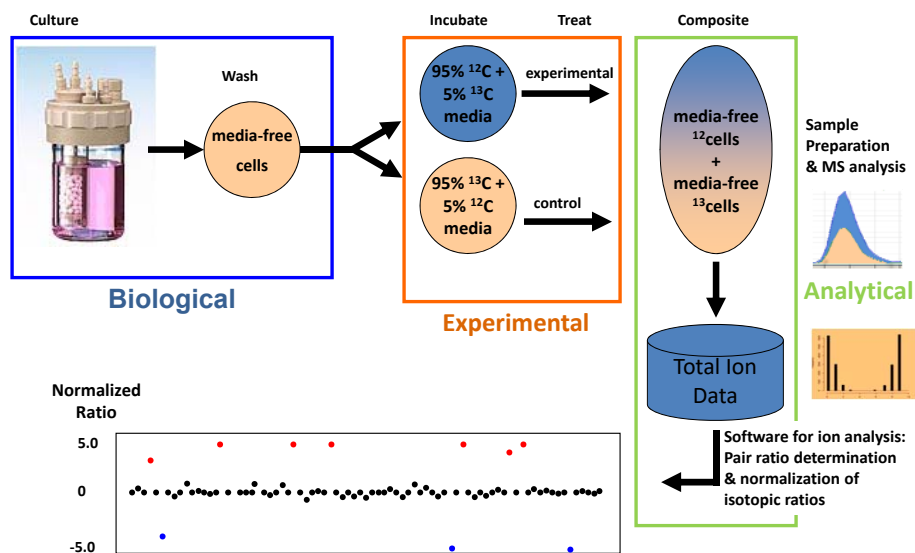 Culture
Incubate
Treat
Composite
Wash
media-free
cells
95% ¹²C +
5% ¹³C
media
experimental
95% ¹³C +
5% ¹²C
media
control
media-free
¹²cells
+
media-free
¹³cells
Sample
Preparation
& MS analysis
Biological
Experimental
Analytical
Total Ion
Data
Software for ion analysis:
Pair ratio determination
& normalization of
isotopic ratios
Normalized
Ratio
5.0
0
-5.0